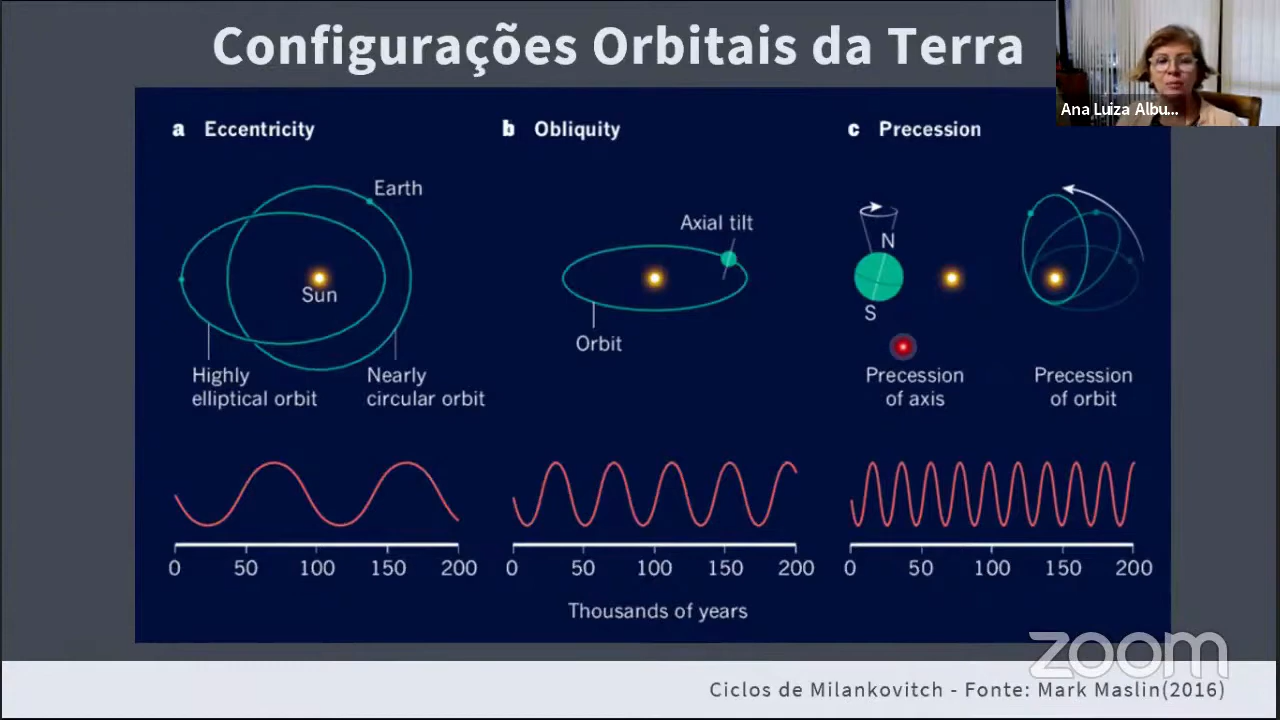 Configurações Orbitais da Terra
Ana Luiza Albu...
a Eccentricity
b Obliquity
c Precession
Earth
Sun
Highly
elliptical orbit
Nearly
circular orbit
Axial tilt
Orbit
N
S
Precession
of axis
Precession
of orbit
0 50 100 150 200
0 50 100 150 200
0 50 100 150 200
Thousands of years
zoom
Ciclos de Milankovitch - Fonte: Mark Maslin(2016)